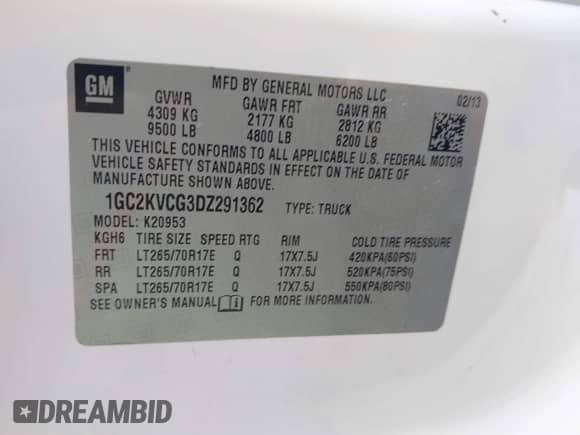 GM
MFD BY GENERAL MOTORS LLC
02/13
GVWR GAWR FRT GAWR RR
4309 KG 2177 KG 2812 KG
9500 LB 4800 LB 6200 LB
THIS VEHICLE CONFORMS TO ALL APPLICABLE U.S. FEDERAL MOTOR
VEHICLE SAFETY STANDARDS IN EFFECT ON THE DATE OF
MANUFACTURE SHOWN ABOVE.
1GC2KVCG3DZ291362 TYPE: TRUCK
MODEL: K20953
KGH6 TIRE SIZE SPEED RTG RIM COLD TIRE PRESSURE
FRT LT265/70R17E Q 17X7.5J 420KPA(60PSI)
RR LT265/70R17E Q 17X7.5J 520KPA(75PSI)
SPA LT265/70R17E Q 17X7.5J 550KPA(80PSI)
SEE OWNER'S MANUAL FOR MORE INFORMATION.
DREAMBID